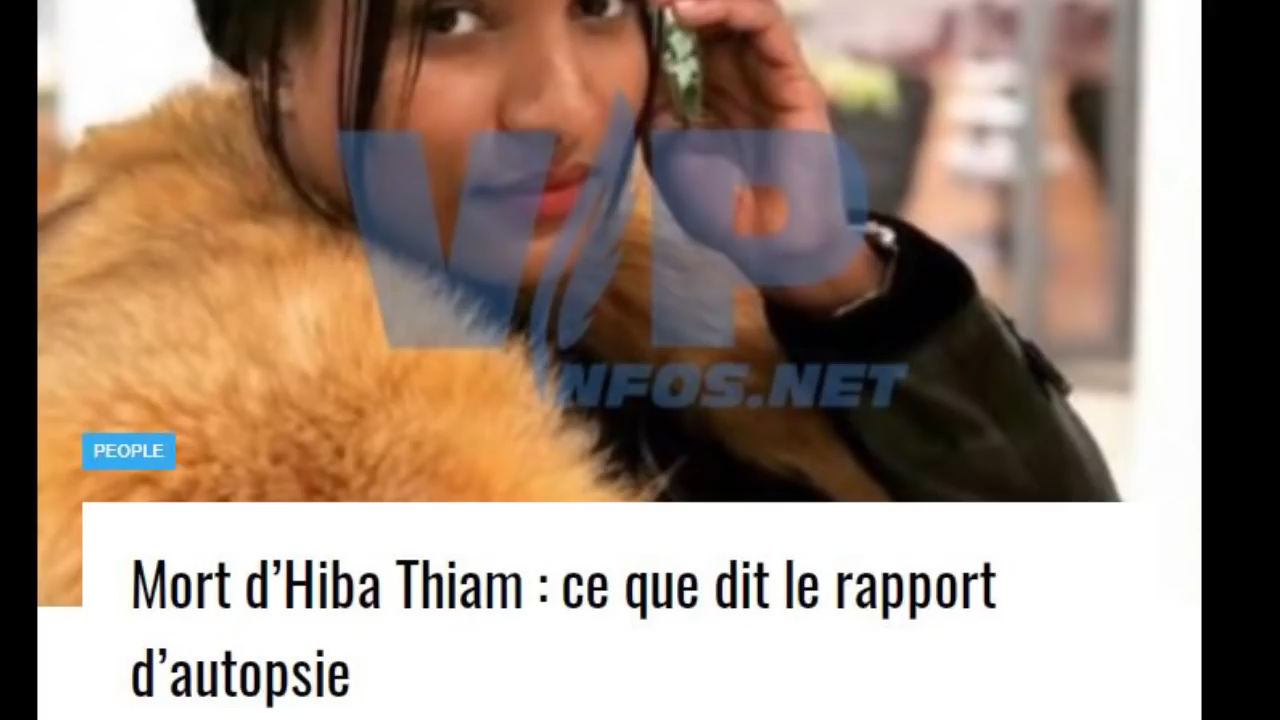 VIP
INFOS.NET
PEOPLE
Mort d’Hiba Thiam : ce que dit le rapport
d’autopsie